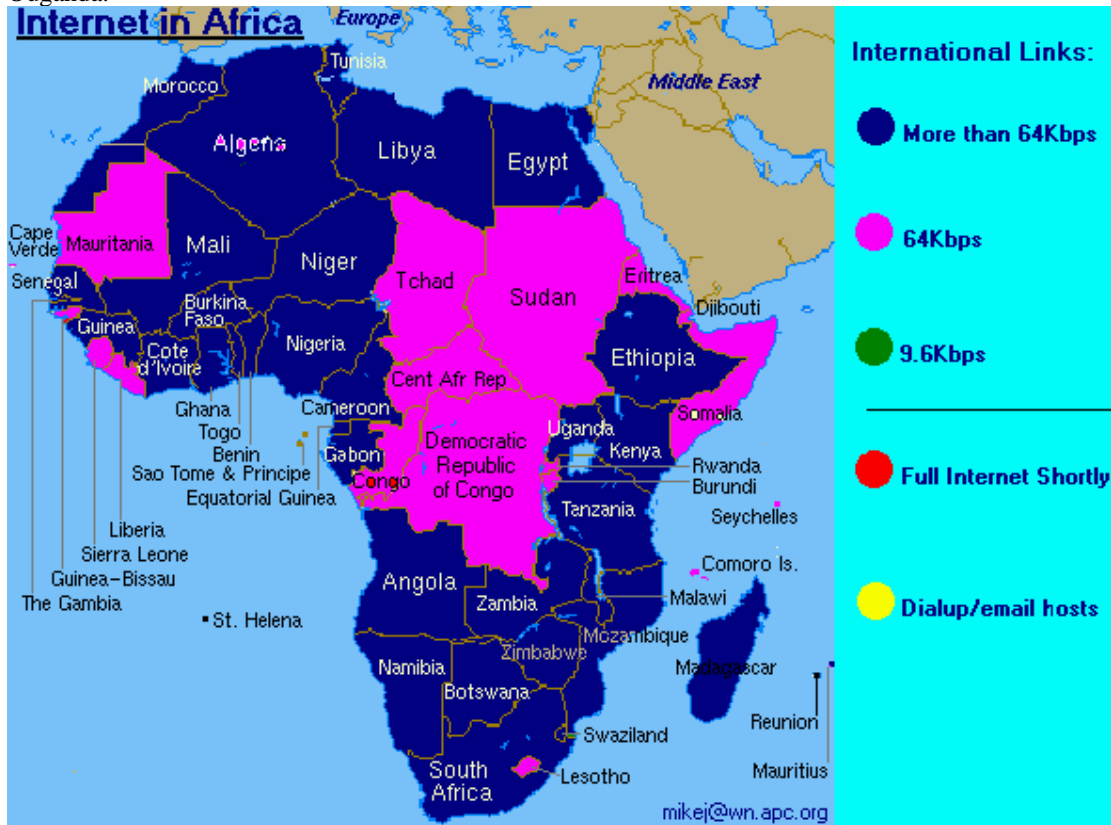 Internet in Africa
Europe
Tunisia
Middle East
Morocco
Algeria
Libya
Egypt
Cape
Verde
Mauritania
Mali
Niger
Tchad
Sudan
Eritrea
Senegal
Djibouti
Burkina
Faso
Guinea
Nigeria
Ethiopia
Cote
d'Ivoire
Cent Afr Rep
Ghana
Cameroon
Somalia
Togo
Uganda
Benin
Gabon
Democratic
Republic
of Congo
Kenya
Sao Tome & Principe
Rwanda
Equatorial Guinea
Congo
Burundi
Tanzania
Seychelles
Liberia
Sierra Leone
Comoro Is.
Guinea-Bissau
Angola
The Gambia
Zambia
Malawi
St. Helena
Mozambique
Zimbabwe
Namibia
Madagascar
Botswana
Reunion
Swaziland
South
Africa
Lesotho
Mauritius
mikej@wn.apc.org
International Links:
More than 64Kbps
64Kbps
9.6Kbps
Full Internet Shortly
Dialup/email hosts